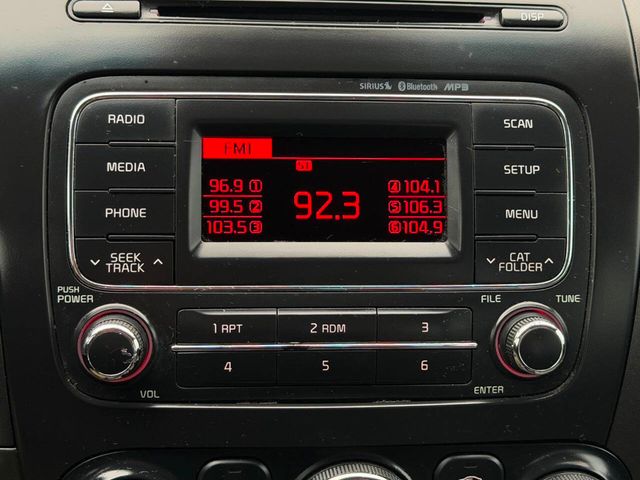 DISP
SIRIUS Bluetooth MP3
RADIO
MEDIA
PHONE
SEEK
TRACK
FM1
ST
96.9 1
99.5 2
103.5 3
92.3
4 104.1
5 106.3
6 104.9
SCAN
SETUP
MENU
CAT
FOLDER
PUSH
POWER
VOL
1 RPT
2 RDM
3
4
5
6
FILE
TUNE
ENTER